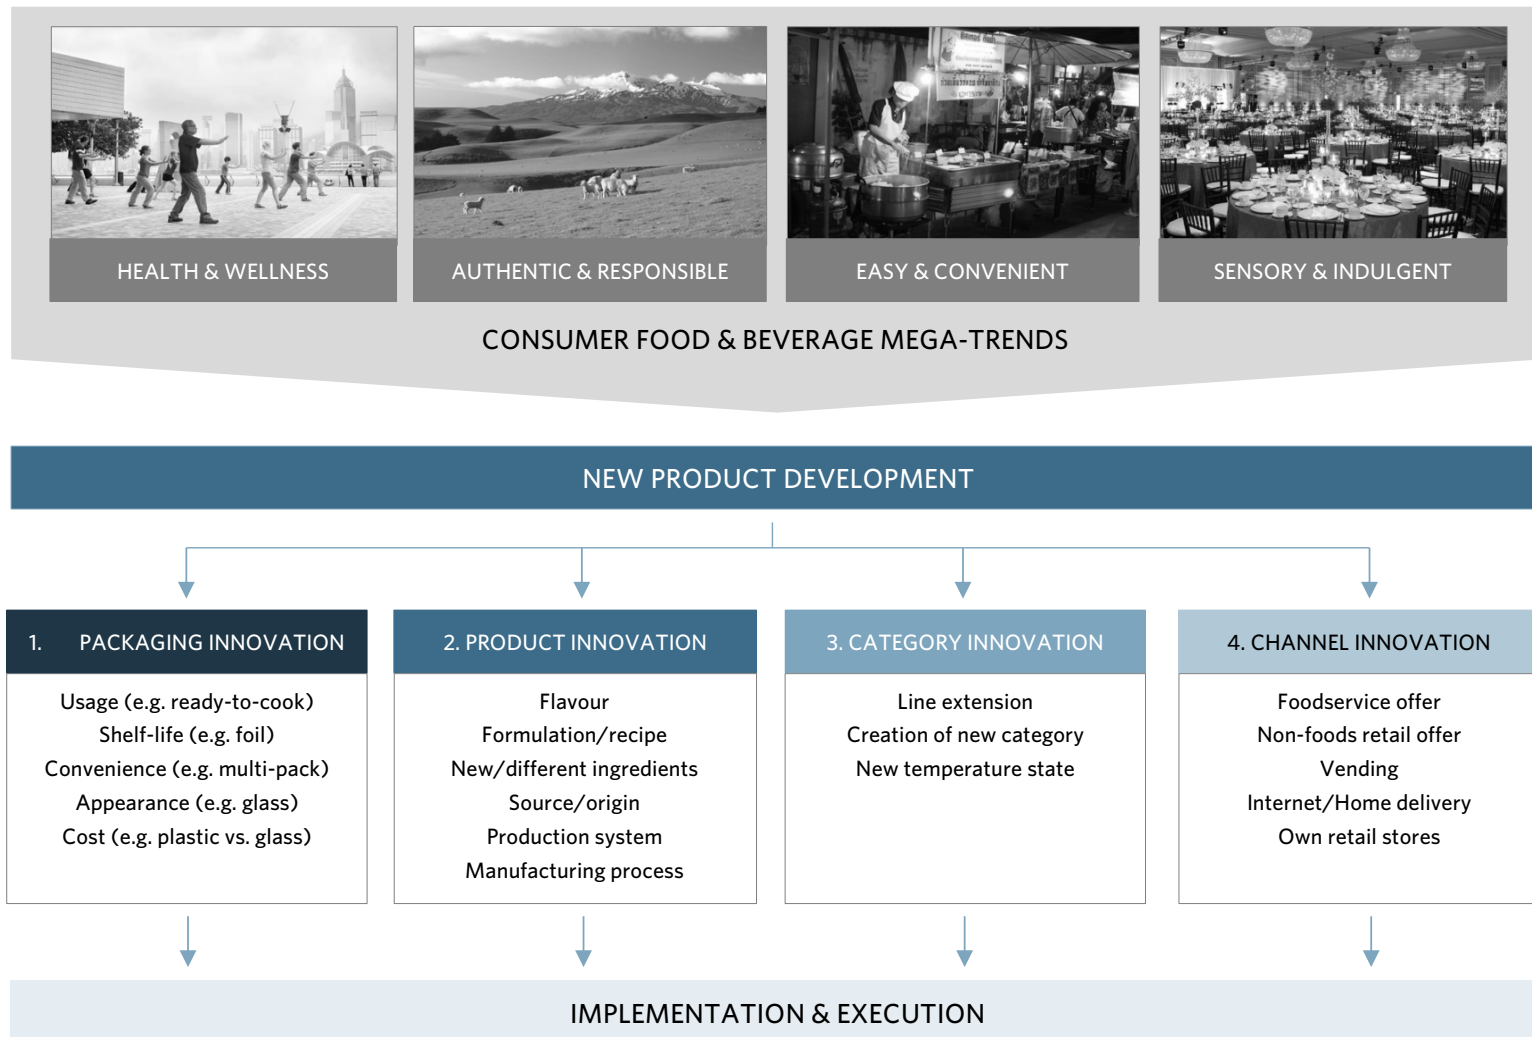 HEALTH & WELLNESS
AUTHENTIC & RESPONSIBLE
EASY & CONVENIENT
SENSORY & INDULGENT
CONSUMER FOOD & BEVERAGE MEGA-TRENDS
NEW PRODUCT DEVELOPMENT
1. PACKAGING INNOVATION
Usage (e.g. ready-to-cook)
Shelf-life (e.g. foil)
Convenience (e.g. multi-pack)
Appearance (e.g. glass)
Cost (e.g. plastic vs. glass)
2. PRODUCT INNOVATION
Flavour
Formulation/recipe
New/different ingredients
Source/origin
Production system
Manufacturing process
3. CATEGORY INNOVATION
Line extension
Creation of new category
New temperature state
4. CHANNEL INNOVATION
Foodservice offer
Non-foods retail offer
Vending
Internet/Home delivery
Own retail stores
IMPLEMENTATION & EXECUTION